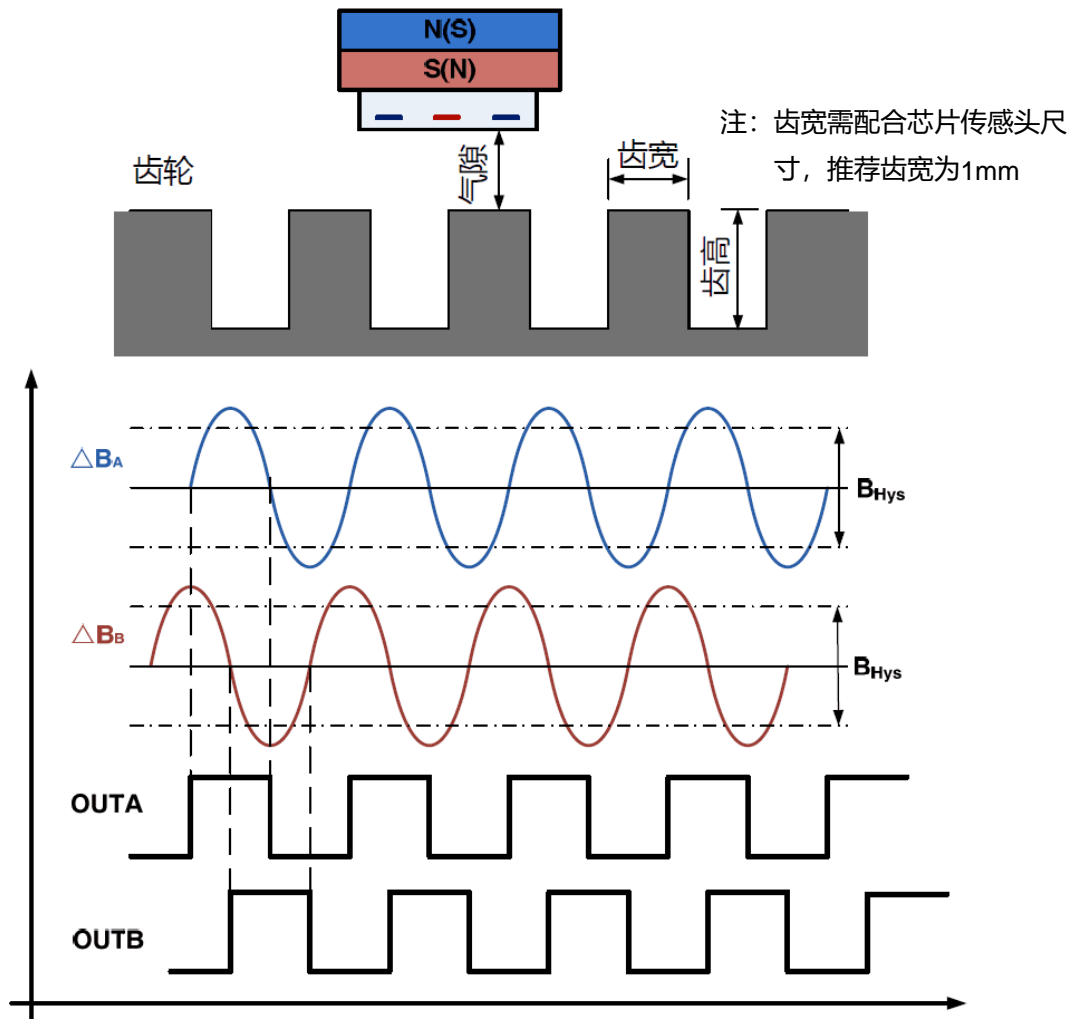 N(S)
S(N)
注：齿宽需配合芯片传感头尺
寸，推荐齿宽为1mm
齿轮
气隙
齿宽
齿高
△BA
BHys
△BB
BHys
OUTA
OUTB